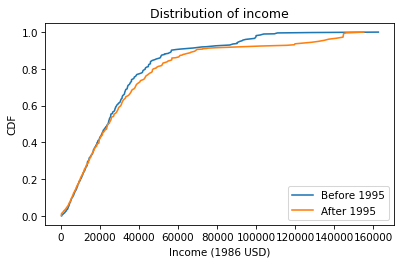 Distribution of income
1.0
0.8
0.6
0.4
0.2
0.0
CDF
Before 1995
After 1995
0 20000 40000 60000 80000 100000 120000 140000 160000
Income (1986 USD)